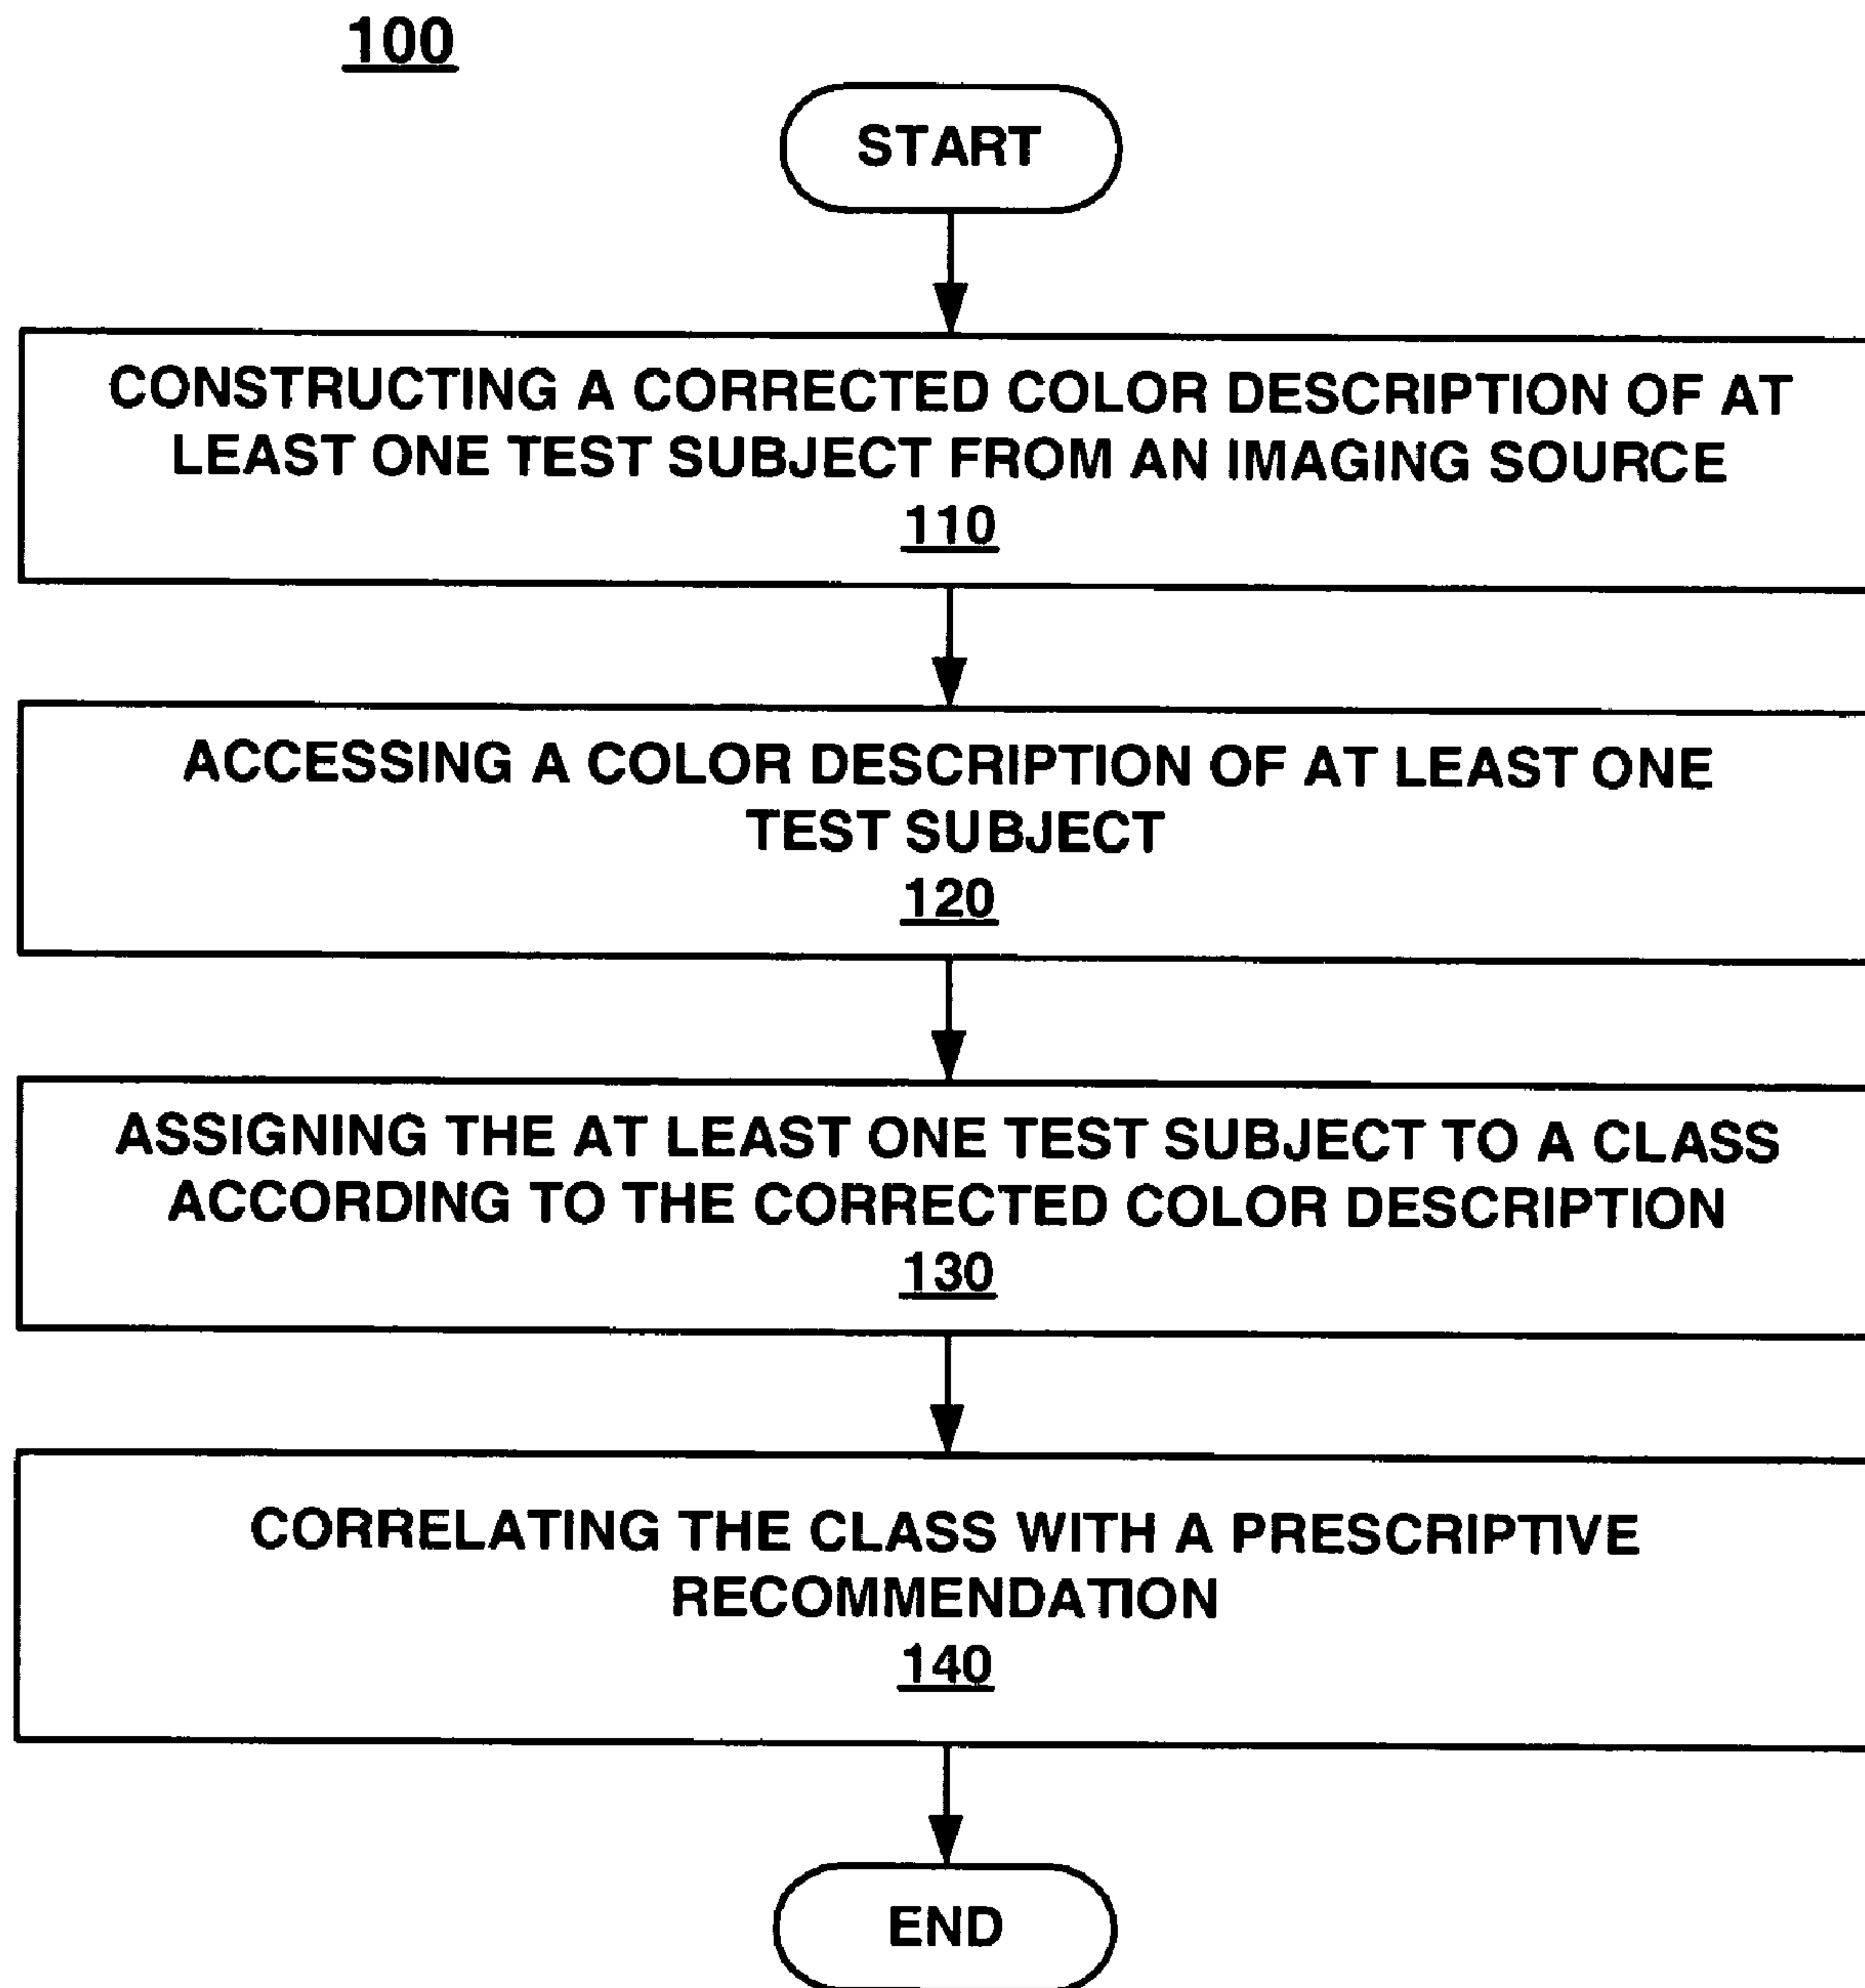 100
START
CONSTRUCTING A CORRECTED COLOR DESCRIPTION OF AT
LEAST ONE TEST SUBJECT FROM AN IMAGING SOURCE
110
ACCESSING A COLOR DESCRIPTION OF AT LEAST ONE
TEST SUBJECT
120
ASSIGNING THE AT LEAST ONE TEST SUBJECT TO A CLASS
ACCORDING TO THE CORRECTED COLOR DESCRIPTION
130
CORRELATING THE CLASS WITH A PRESCRIPTIVE
RECOMMENDATION
140
END